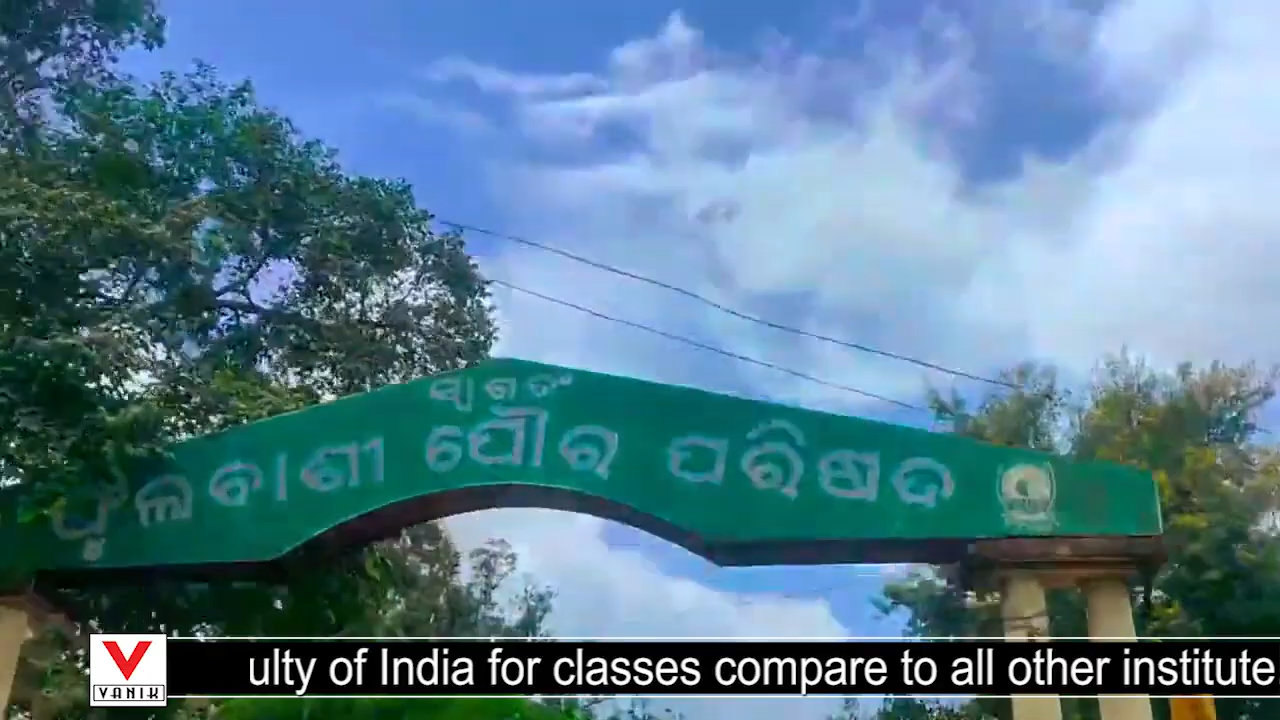 ସ୍ୱାଗତଂ
ଫୁଲବାଣୀ ପୌର ପରିଷଦ
VANIK
ulty of India for classes compare to all other institute.